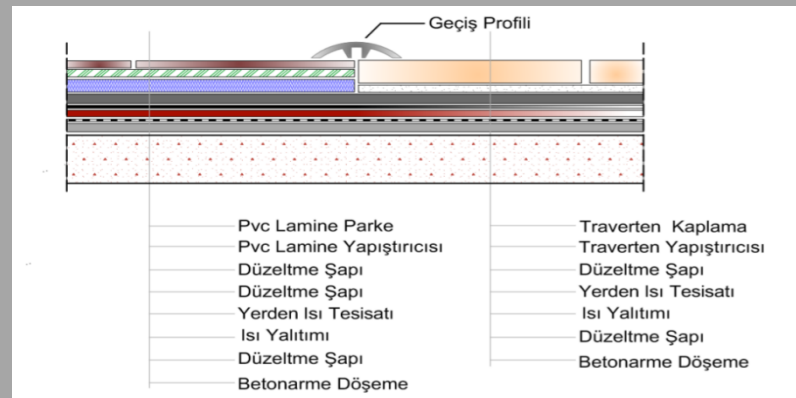 Geçiş Profili
Pvc Lamine Parke
Pvc Lamine Yapıştırıcısı
Düzeltme Şapı
Düzeltme Şapı
Yerden Isı Tesisatı
Isı Yalıtımı
Düzeltme Şapı
Betonarme Döşeme
Traverten Kaplama
Traverten Yapıştırıcısı
Düzeltme Şapı
Yerden Isı Tesisatı
Isı Yalıtımı
Düzeltme Şapı
Betonarme Döşeme